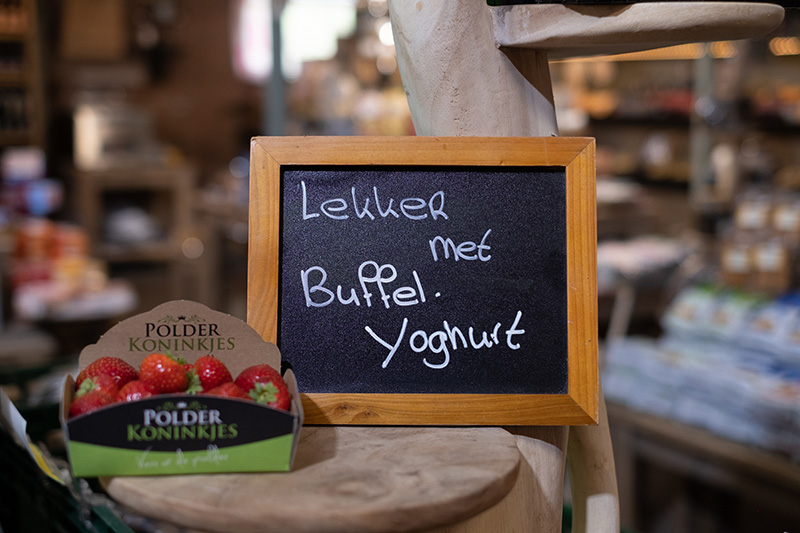 Lekker
met
Buffel.
Yoghurt
POLDER
KONINKJES
POLDER
KONINKJES